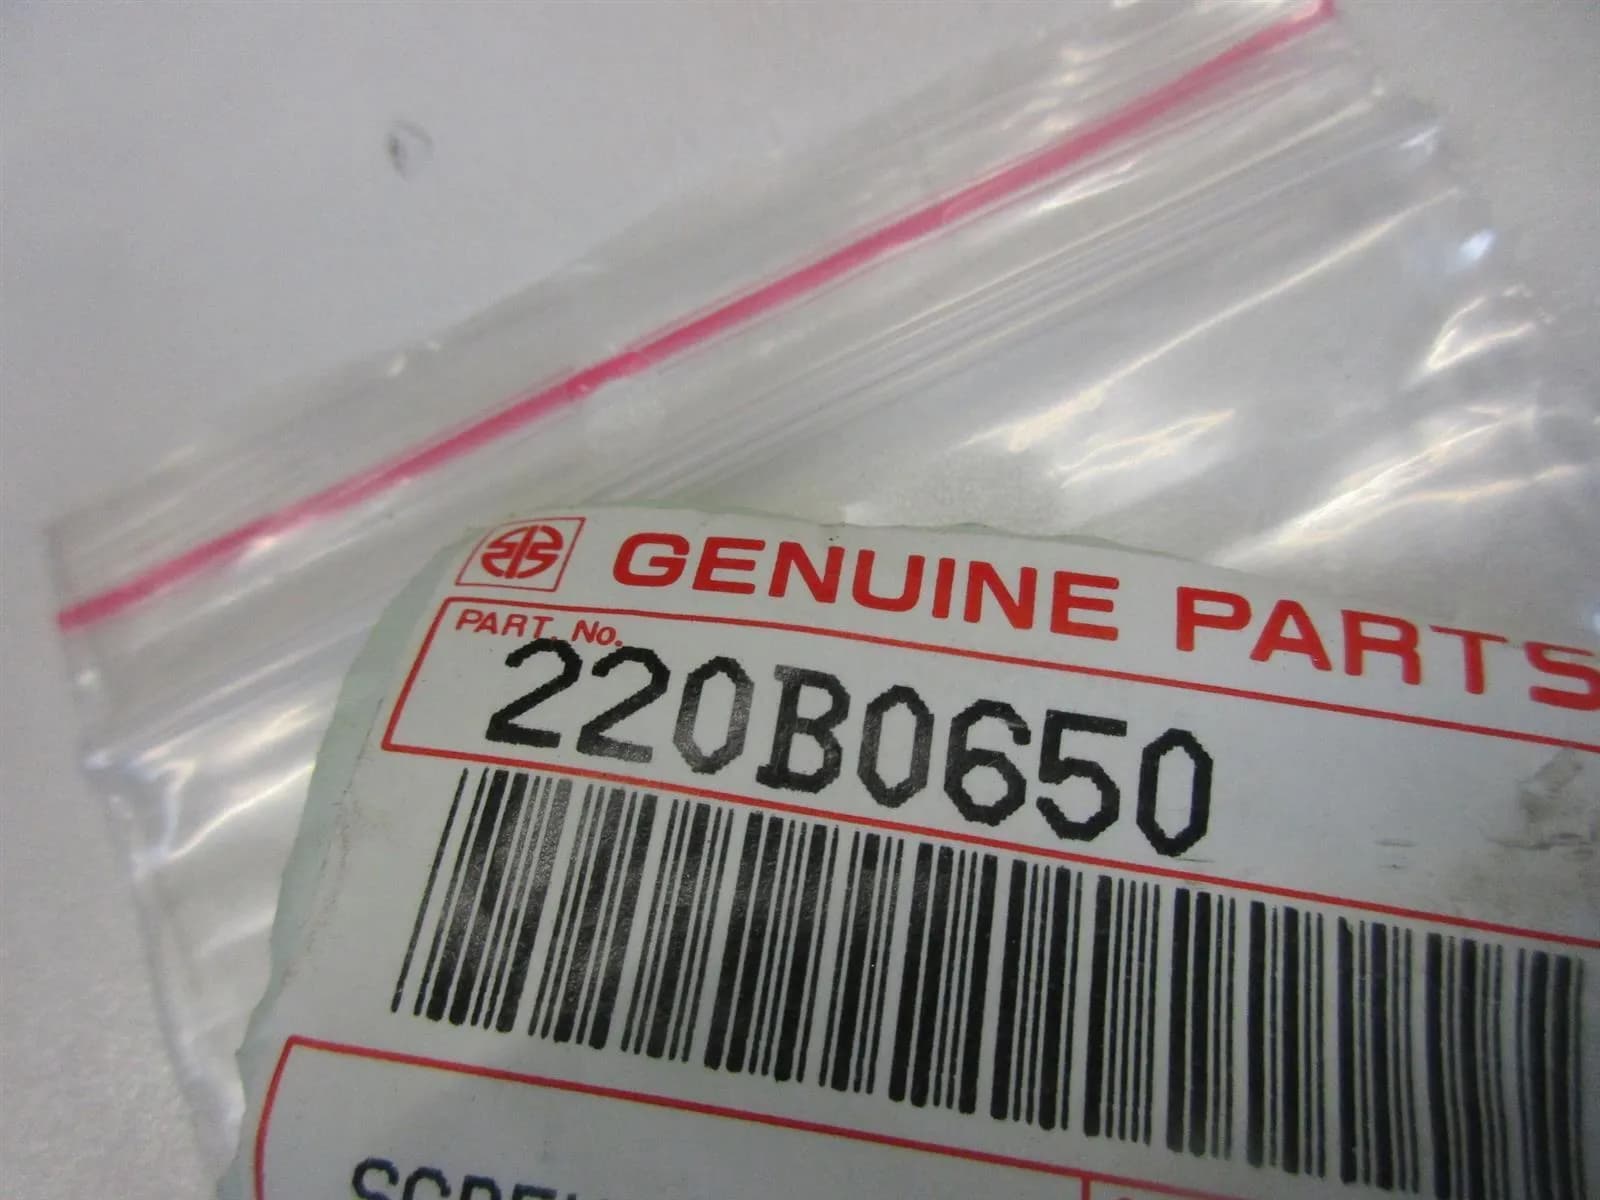 GENUINE PARTS
PART. No.
220B0650